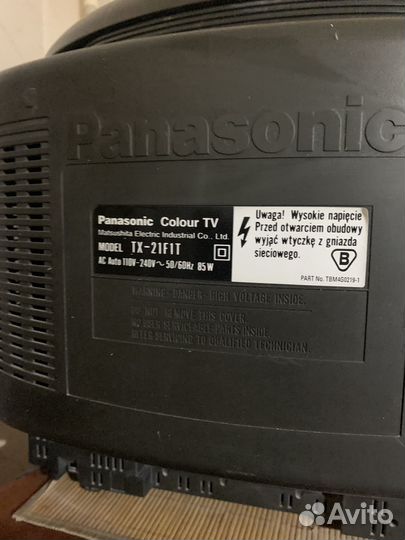 Panasonic
Panasonic Colour TV
Matsushita Electric Industrial Co., Ltd.
MODEL TX-21F1T
AC Auto 110V-240V~50/60Hz 85W
Uwaga! Wysokie napięcie
Przed otwarciem obudowy
wyjąć wtyczkę z gniazda
sieciowego.
B
PART No. TBM4G0219-1
WARNING-DANGER-HIGH VOLTAGE INSIDE.
DO NOT REMOVE THIS COVER.
NO USER SERVICEABLE PARTS INSIDE.
REFER SERVICING TO QUALIFIED TECHNICIAN.
Avito